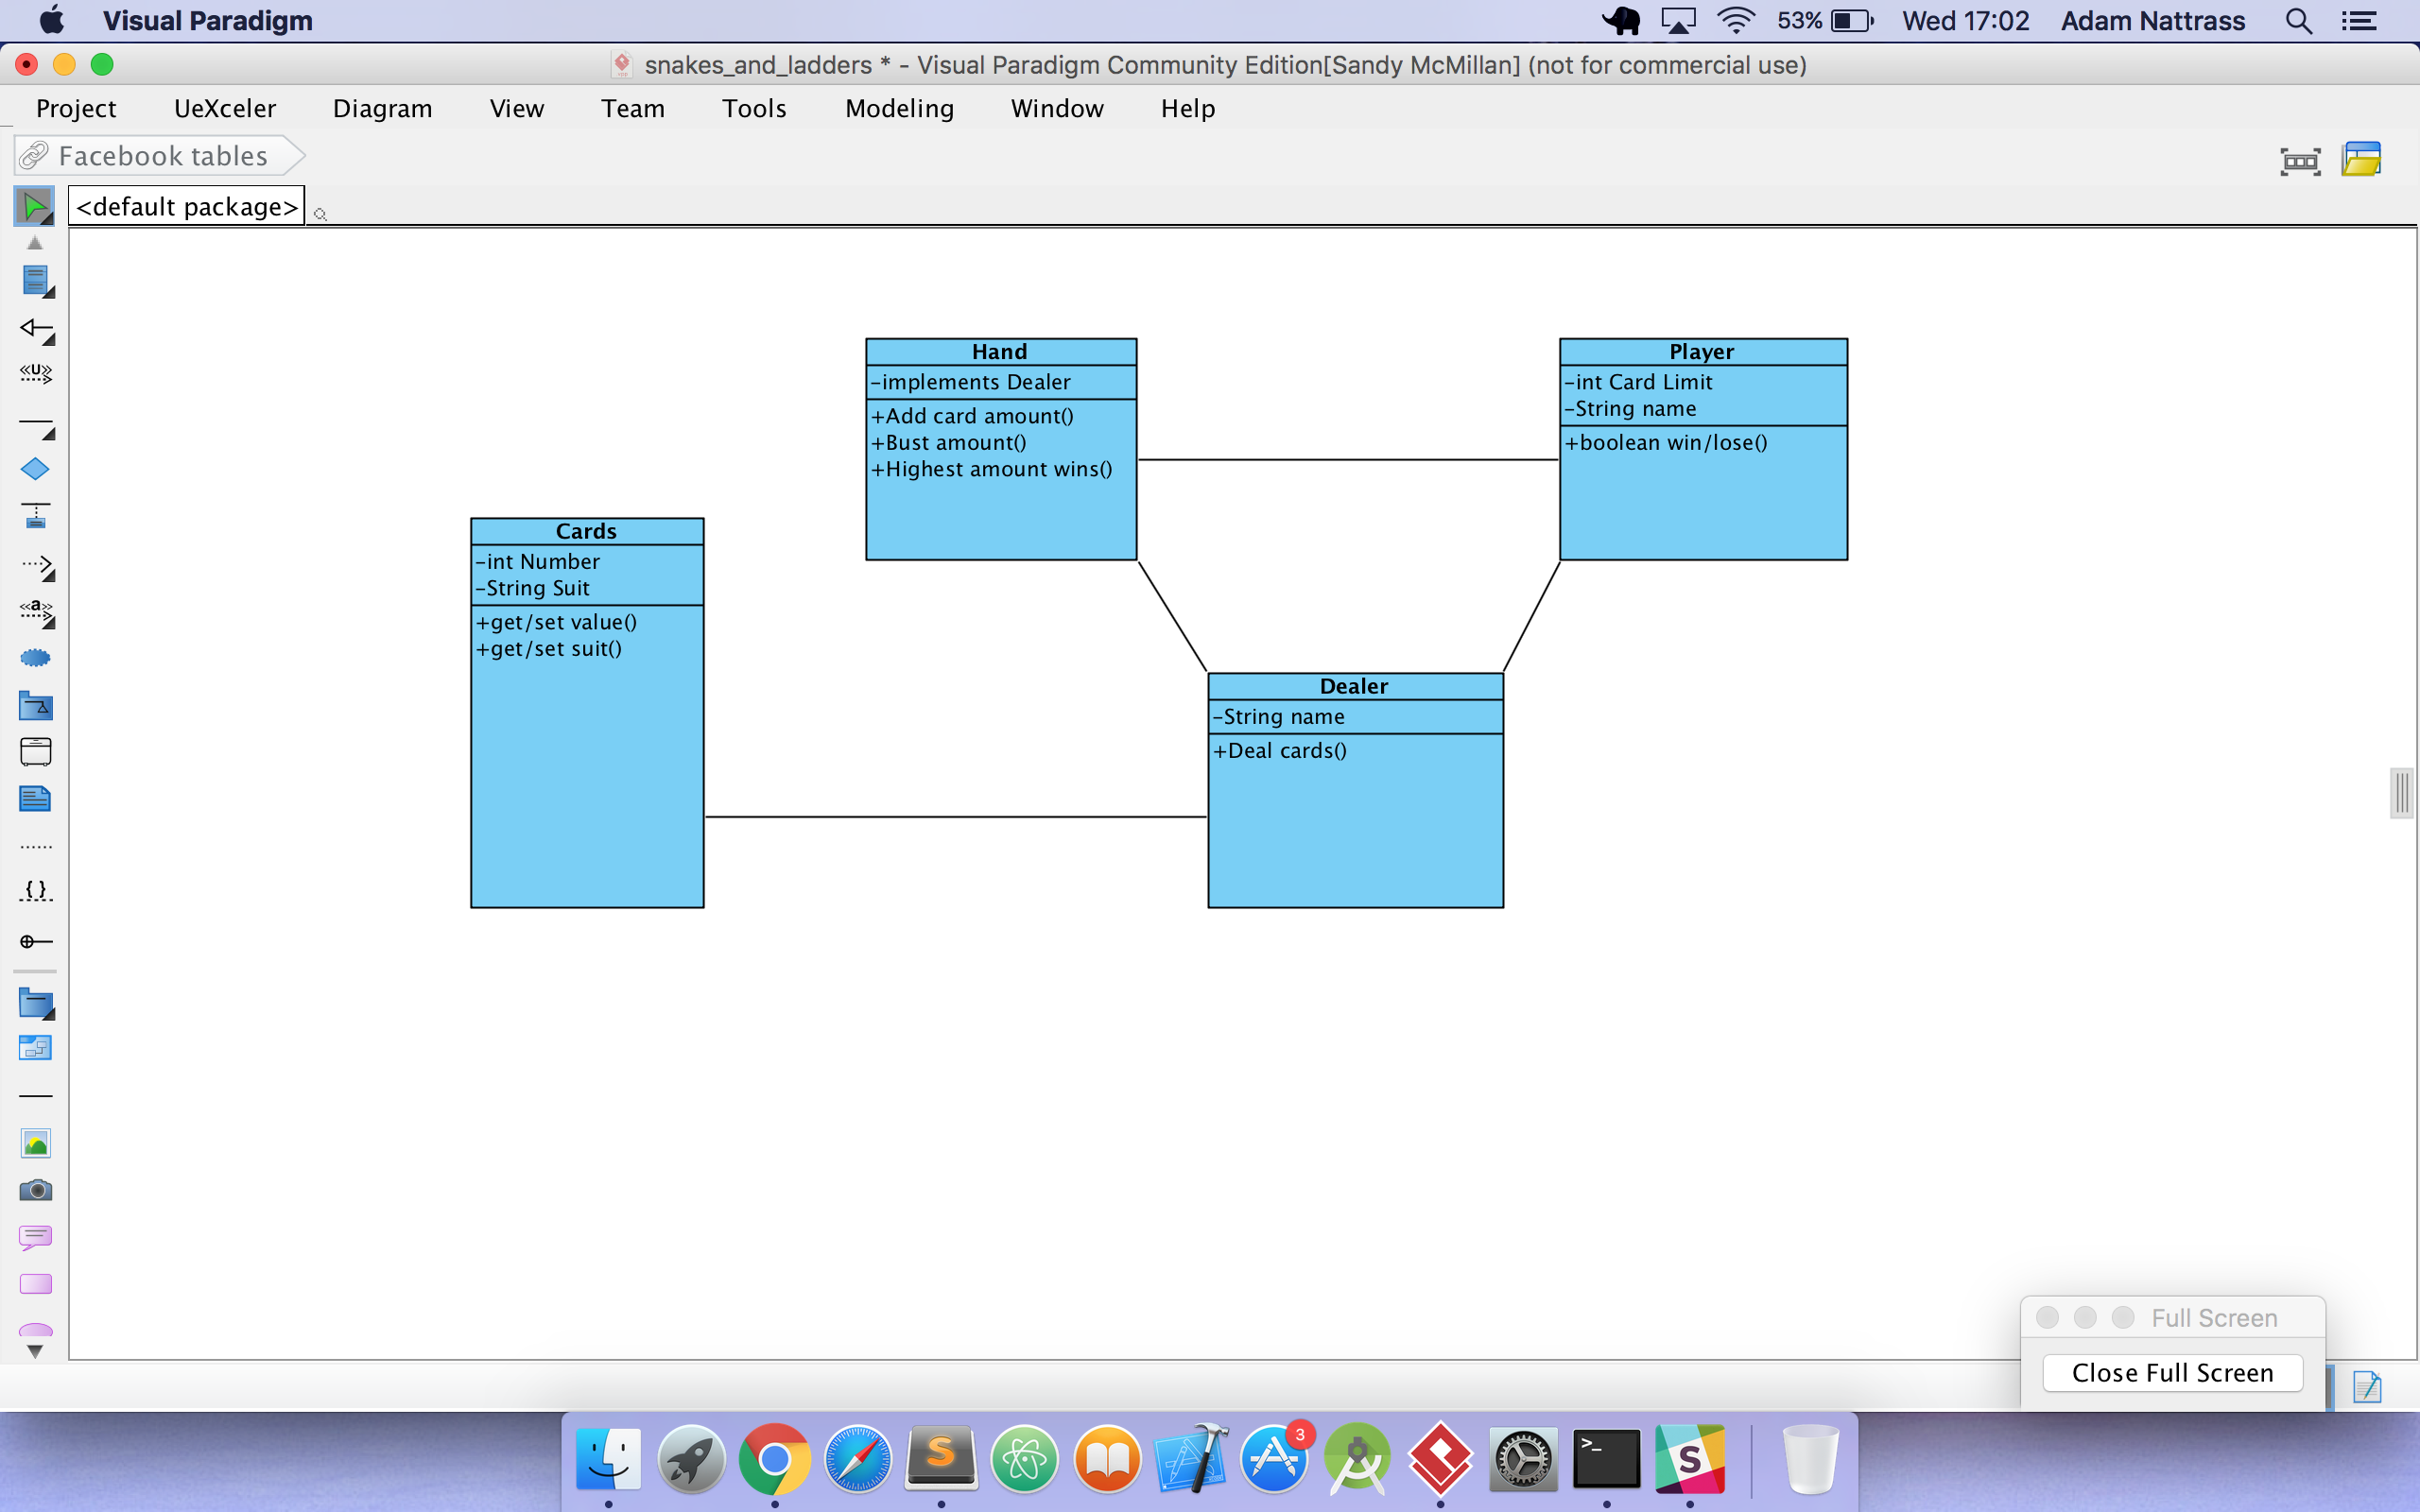 Visual Paradigm
53%
Wed 17:02
Adam Nattrass
snakes_and_ladders * - Visual Paradigm Community Edition[Sandy McMillan] (not for commercial use)
Project UeXceler Diagram View Team Tools Modeling Window Help
Facebook tables
<default package>
«U»
«a»
{ }
Hand
-implements Dealer
+Add card amount()
+Bust amount()
+Highest amount wins()
Player
-int Card Limit
-String name
+boolean win/lose()
Cards
-int Number
-String Suit
+get/set value()
+get/set suit()
Dealer
-String name
+Deal cards()
Full Screen
Close Full Screen
S
3
>_
S